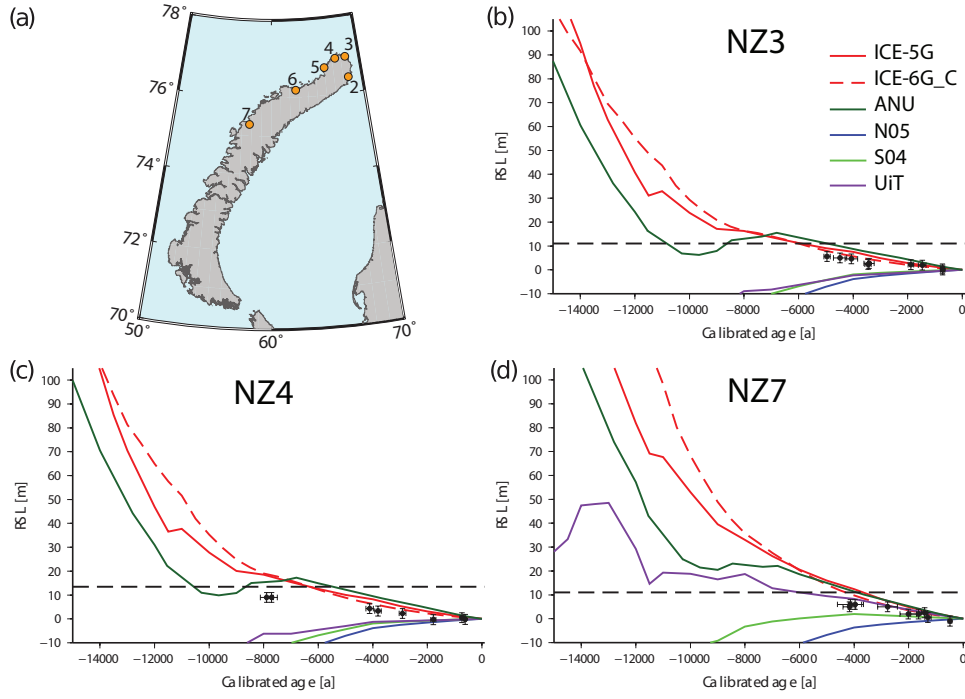 (a)
78°
76°
74°
72°
70°
50°
60°
70°
2
3
4
5
6
7
(b)
NZ3
ICE-5G
ICE-6G_C
ANU
N05
S04
UiT
RSL [m]
100
90
80
70
60
50
40
30
20
10
0
−10
−14000 −12000 −10000 −8000 −6000 −4000 −2000 0
Calibrated age [a]
(c)
NZ4
RSL [m]
100
90
80
70
60
50
40
30
20
10
0
−10
−14000 −12000 −10000 −8000 −6000 −4000 −2000 0
Calibrated age [a]
(d)
NZ7
RSL [m]
100
90
80
70
60
50
40
30
20
10
0
−10
−14000 −12000 −10000 −8000 −6000 −4000 −2000 0
Calibrated age [a]